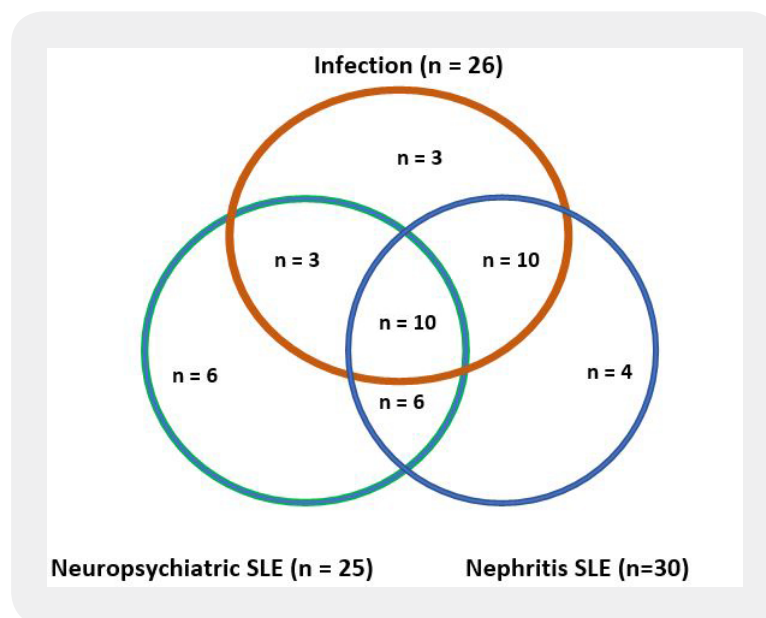 Infection (n = 26)
n = 3
n = 3
n = 10
n = 10
n = 6
n = 4
n = 6
Neuropsychiatric SLE (n = 25)
Nephritis SLE (n=30)